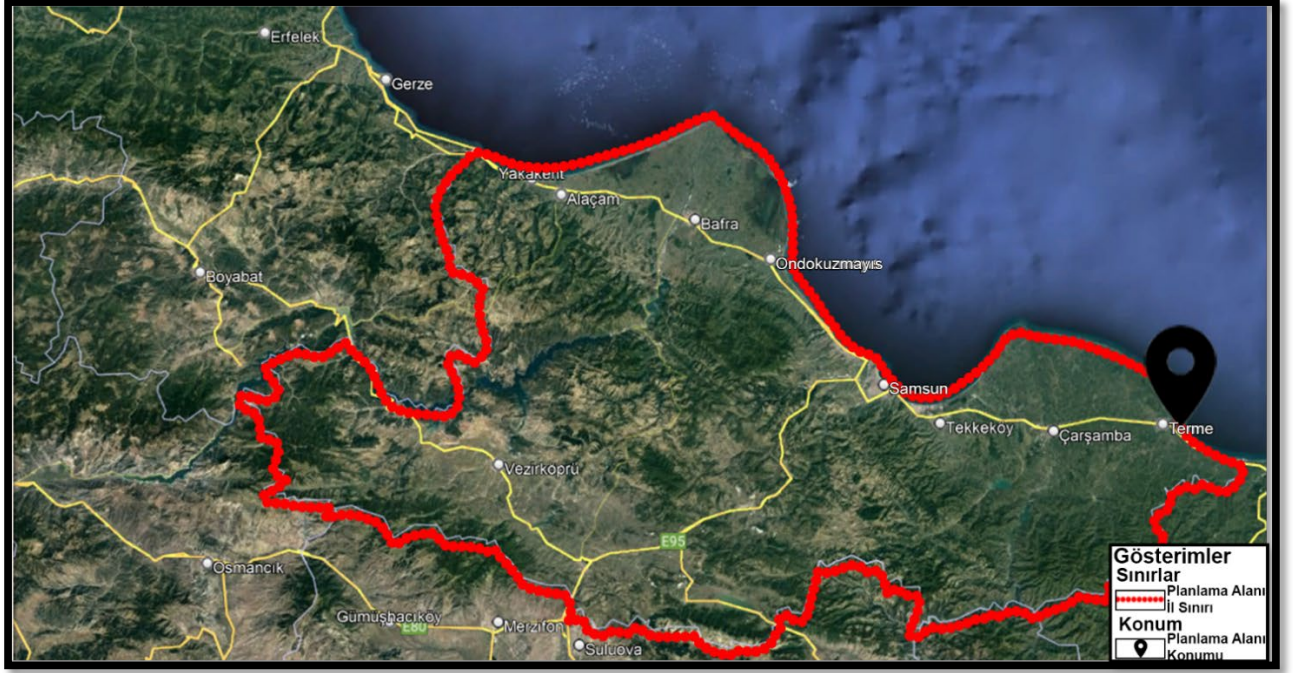 Erfelek
Gerze
Yakakent
Alaçam
Bafra
Boyabat
Ondokuzmayıs
Samsun
Tekkeköy
Çarşamba
Terme
Vezirköprü
E95
Osmancık
Gümüşhacıköy
E80
Merzifon
Suluova
Gösterimler
Sınırlar
Planlama Alanı
İl Sınırı
Konum
Planlama Alanı
Konumu